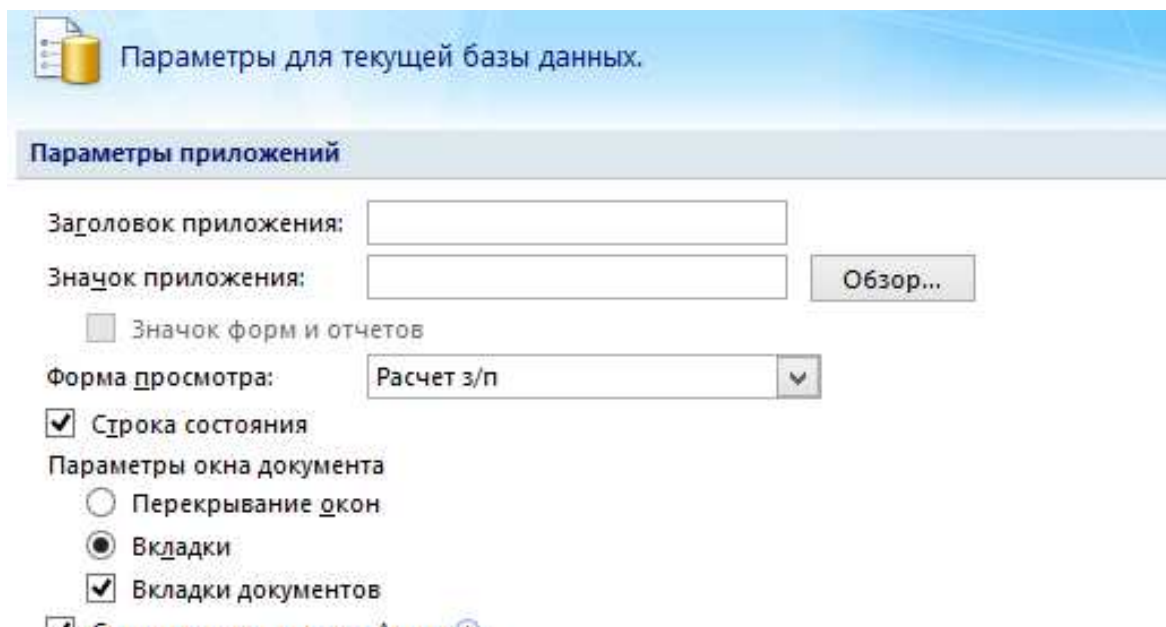 Параметры для текущей базы данных.
Параметры приложений
Заголовок приложения:
Значок приложения:
Обзор...
Значок форм и отчетов
Форма просмотра:
Расчет з/п
Строка состояния
Параметры окна документа
Перекрывание окон
Вкладки
Вкладки документов